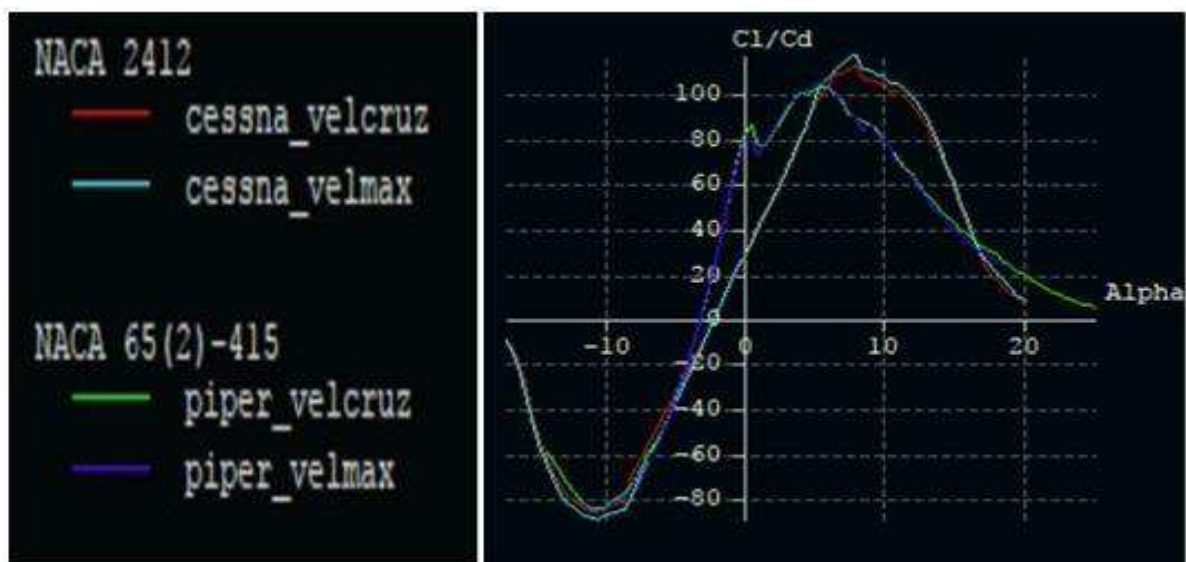 NACA 2412
cessna_velcruz
cessna_velmax
NACA 65(2)-415
piper_velcruz
piper_velmax
Cl/Cd
100
80
60
40
20
Alpha
0
-10 0 10 20
-20
-40
-60
-80